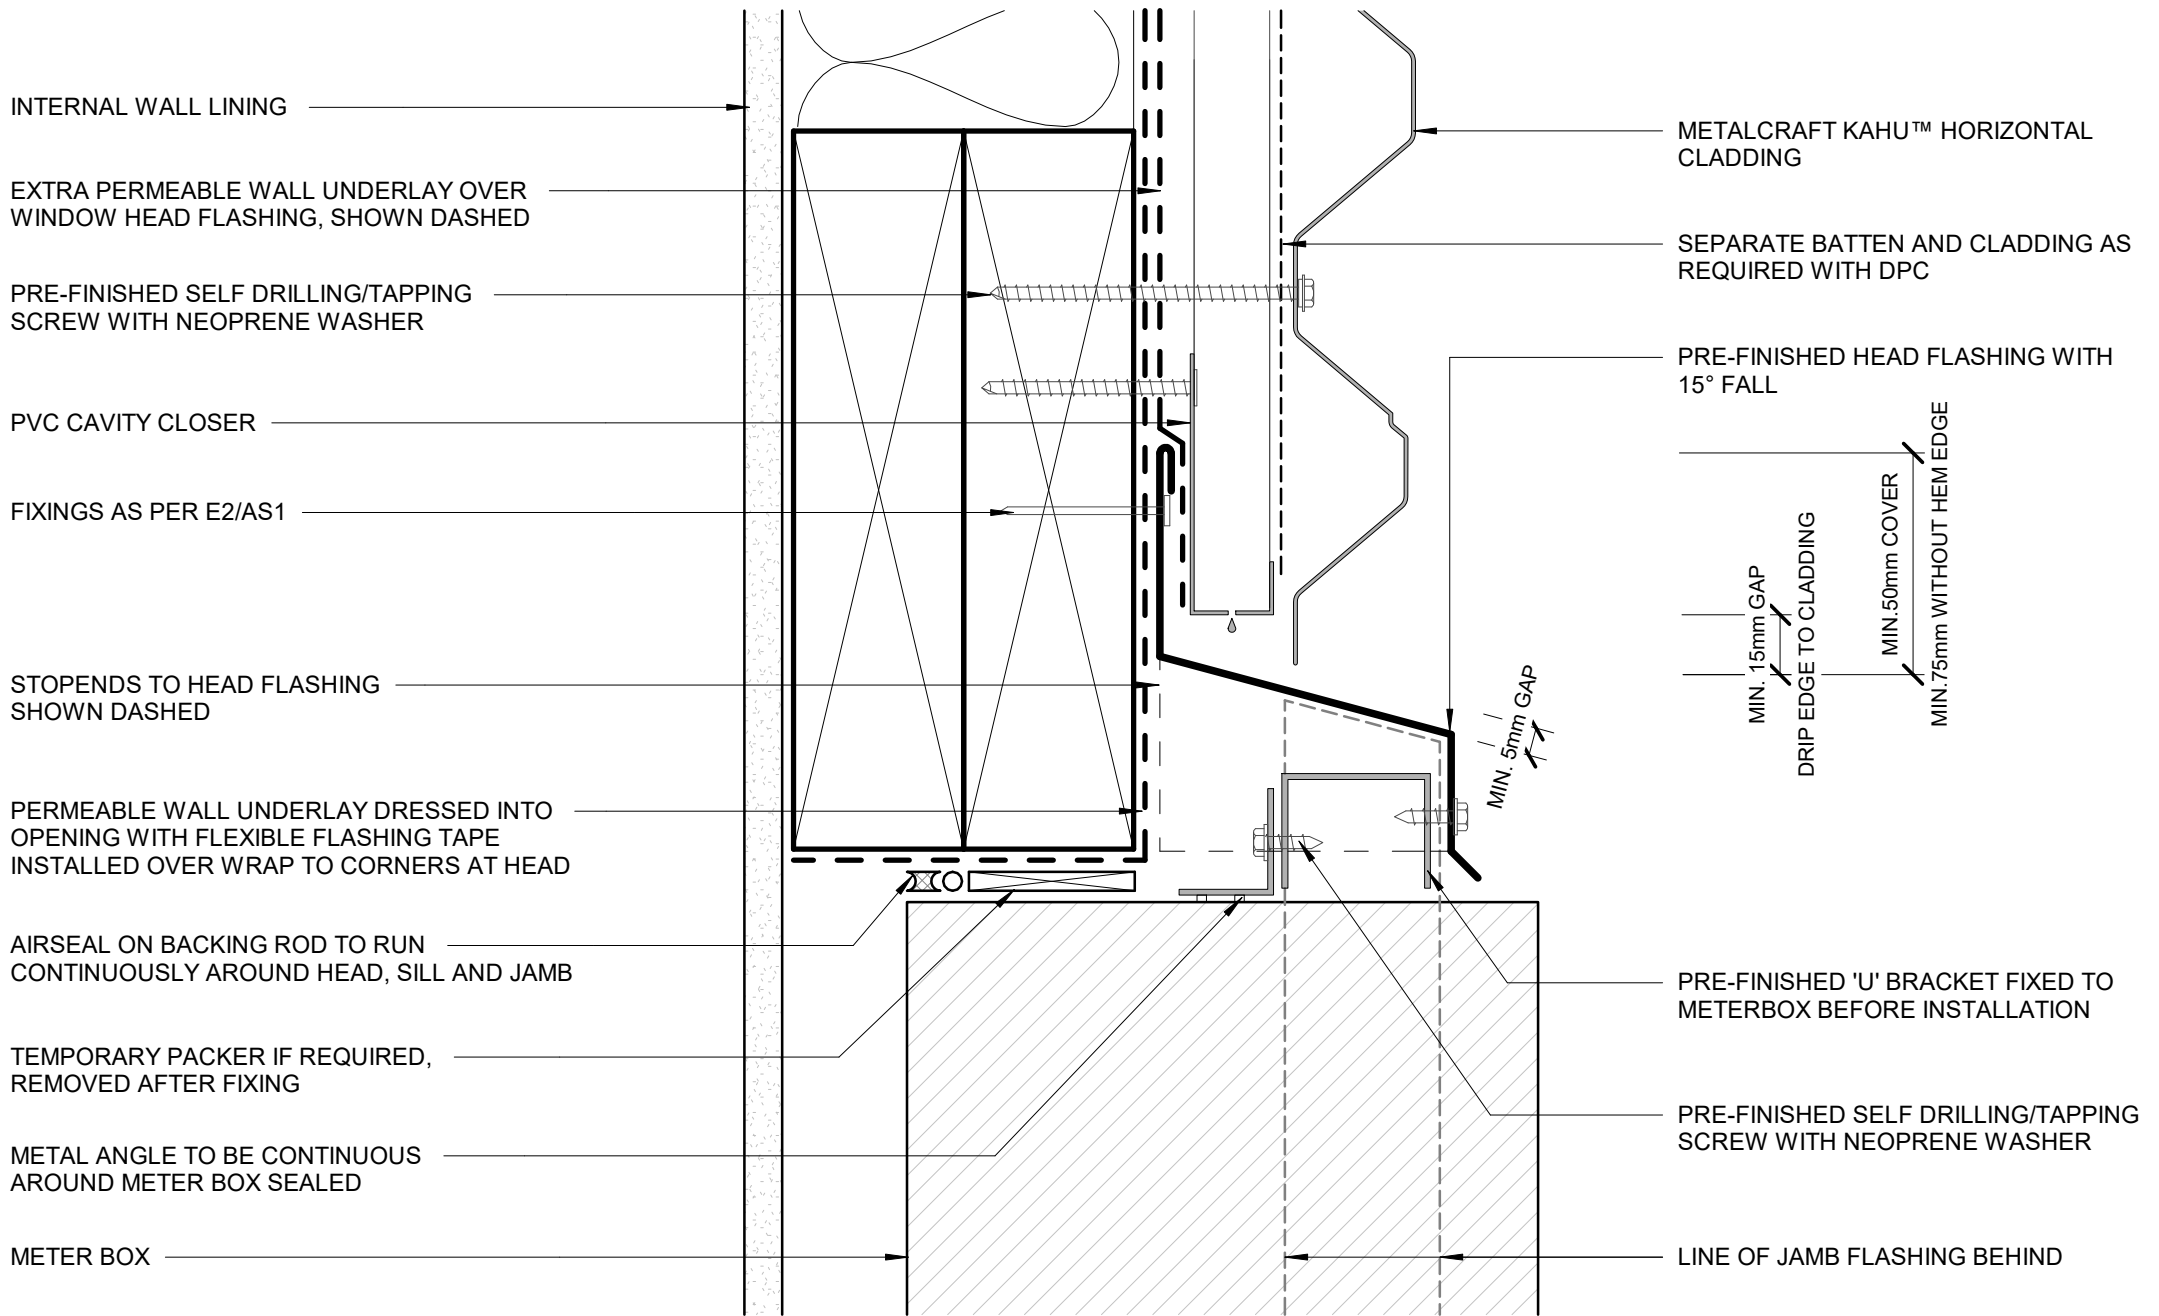 INTERNAL WALL LINING
EXTRA PERMEABLE WALL UNDERLAY OVER
WINDOW HEAD FLASHING, SHOWN DASHED
PRE-FINISHED SELF DRILLING/TAPPING
SCREW WITH NEOPRENE WASHER
PVC CAVITY CLOSER
FIXINGS AS PER E2/AS1
STOPENDS TO HEAD FLASHING
SHOWN DASHED
PERMEABLE WALL UNDERLAY DRESSED INTO
OPENING WITH FLEXIBLE FLASHING TAPE
INSTALLED OVER WRAP TO CORNERS AT HEAD
AIRSEAL ON BACKING ROD TO RUN
CONTINUOUSLY AROUND HEAD, SILL AND JAMB
TEMPORARY PACKER IF REQUIRED,
REMOVED AFTER FIXING
METAL ANGLE TO BE CONTINUOUS
AROUND METER BOX SEALED
METER BOX
METALCRAFT KAHU™ HORIZONTAL
CLADDING
SEPARATE BATTEN AND CLADDING AS
REQUIRED WITH DPC
PRE-FINISHED HEAD FLASHING WITH
15° FALL
MIN. 5mm GAP
MIN. 15mm GAP
DRIP EDGE TO CLADDING
MIN.50mm COVER
MIN.75mm WITHOUT HEM EDGE
PRE-FINISHED 'U' BRACKET FIXED TO
METERBOX BEFORE INSTALLATION
PRE-FINISHED SELF DRILLING/TAPPING
SCREW WITH NEOPRENE WASHER
LINE OF JAMB FLASHING BEHIND